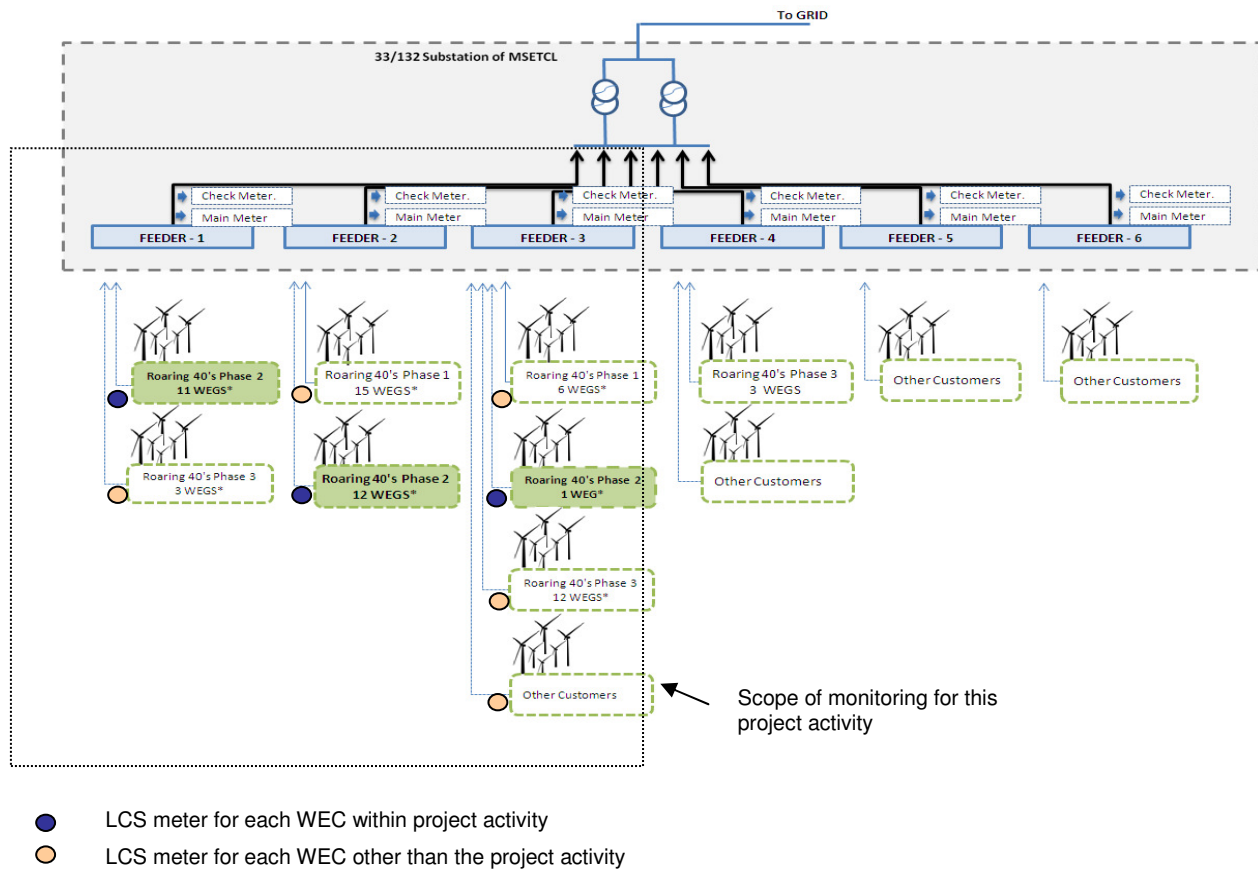 To GRID
33/132 Substation of MSETCL
Check Meter.
Main Meter
FEEDER - 1
Check Meter.
Main Meter
FEEDER - 2
Check Meter.
Main Meter
FEEDER - 3
Check Meter.
Main Meter
FEEDER - 4
Check Meter.
Main Meter
FEEDER - 5
Check Meter.
Main Meter
FEEDER - 6
Roaring 40's Phase 2
11 WEGS*
Roaring 40's Phase 3
3 WEGS*
Roaring 40's Phase 1
15 WEGS*
Roaring 40's Phase 2
12 WEGS*
Roaring 40's Phase 1
6 WEGS*
Roaring 40's Phase 2
1 WEG*
Roaring 40's Phase 3
12 WEGS*
Other Customers
Roaring 40's Phase 3
3 WEGS
Other Customers
Other Customers
Other Customers
Scope of monitoring for this
project activity
LCS meter for each WEC within project activity
LCS meter for each WEC other than the project activity